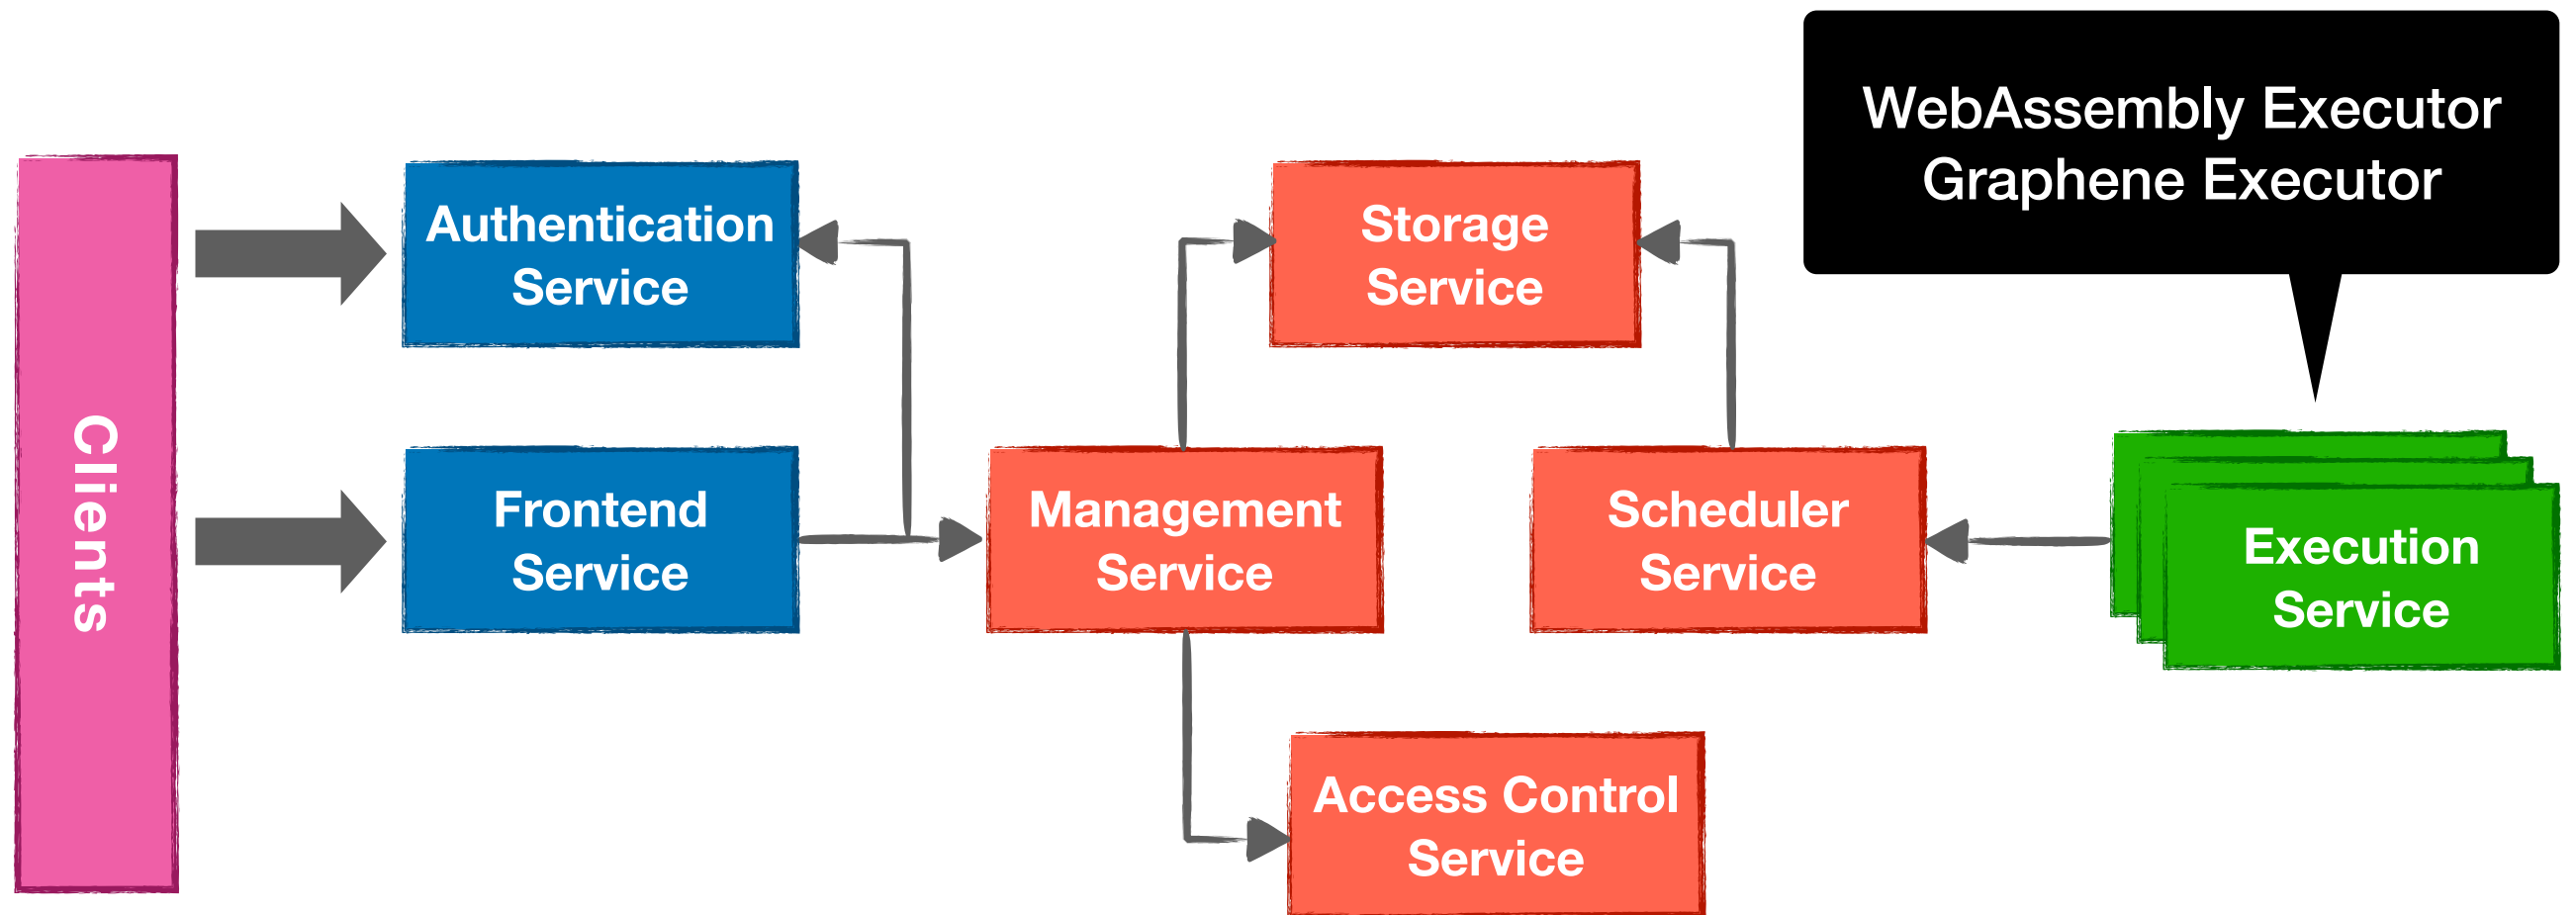 Clients
Authentication
Service
Frontend
Service
Management
Service
Storage
Service
Scheduler
Service
Access Control
Service
WebAssembly Executor
Graphene Executor
Execution
Service